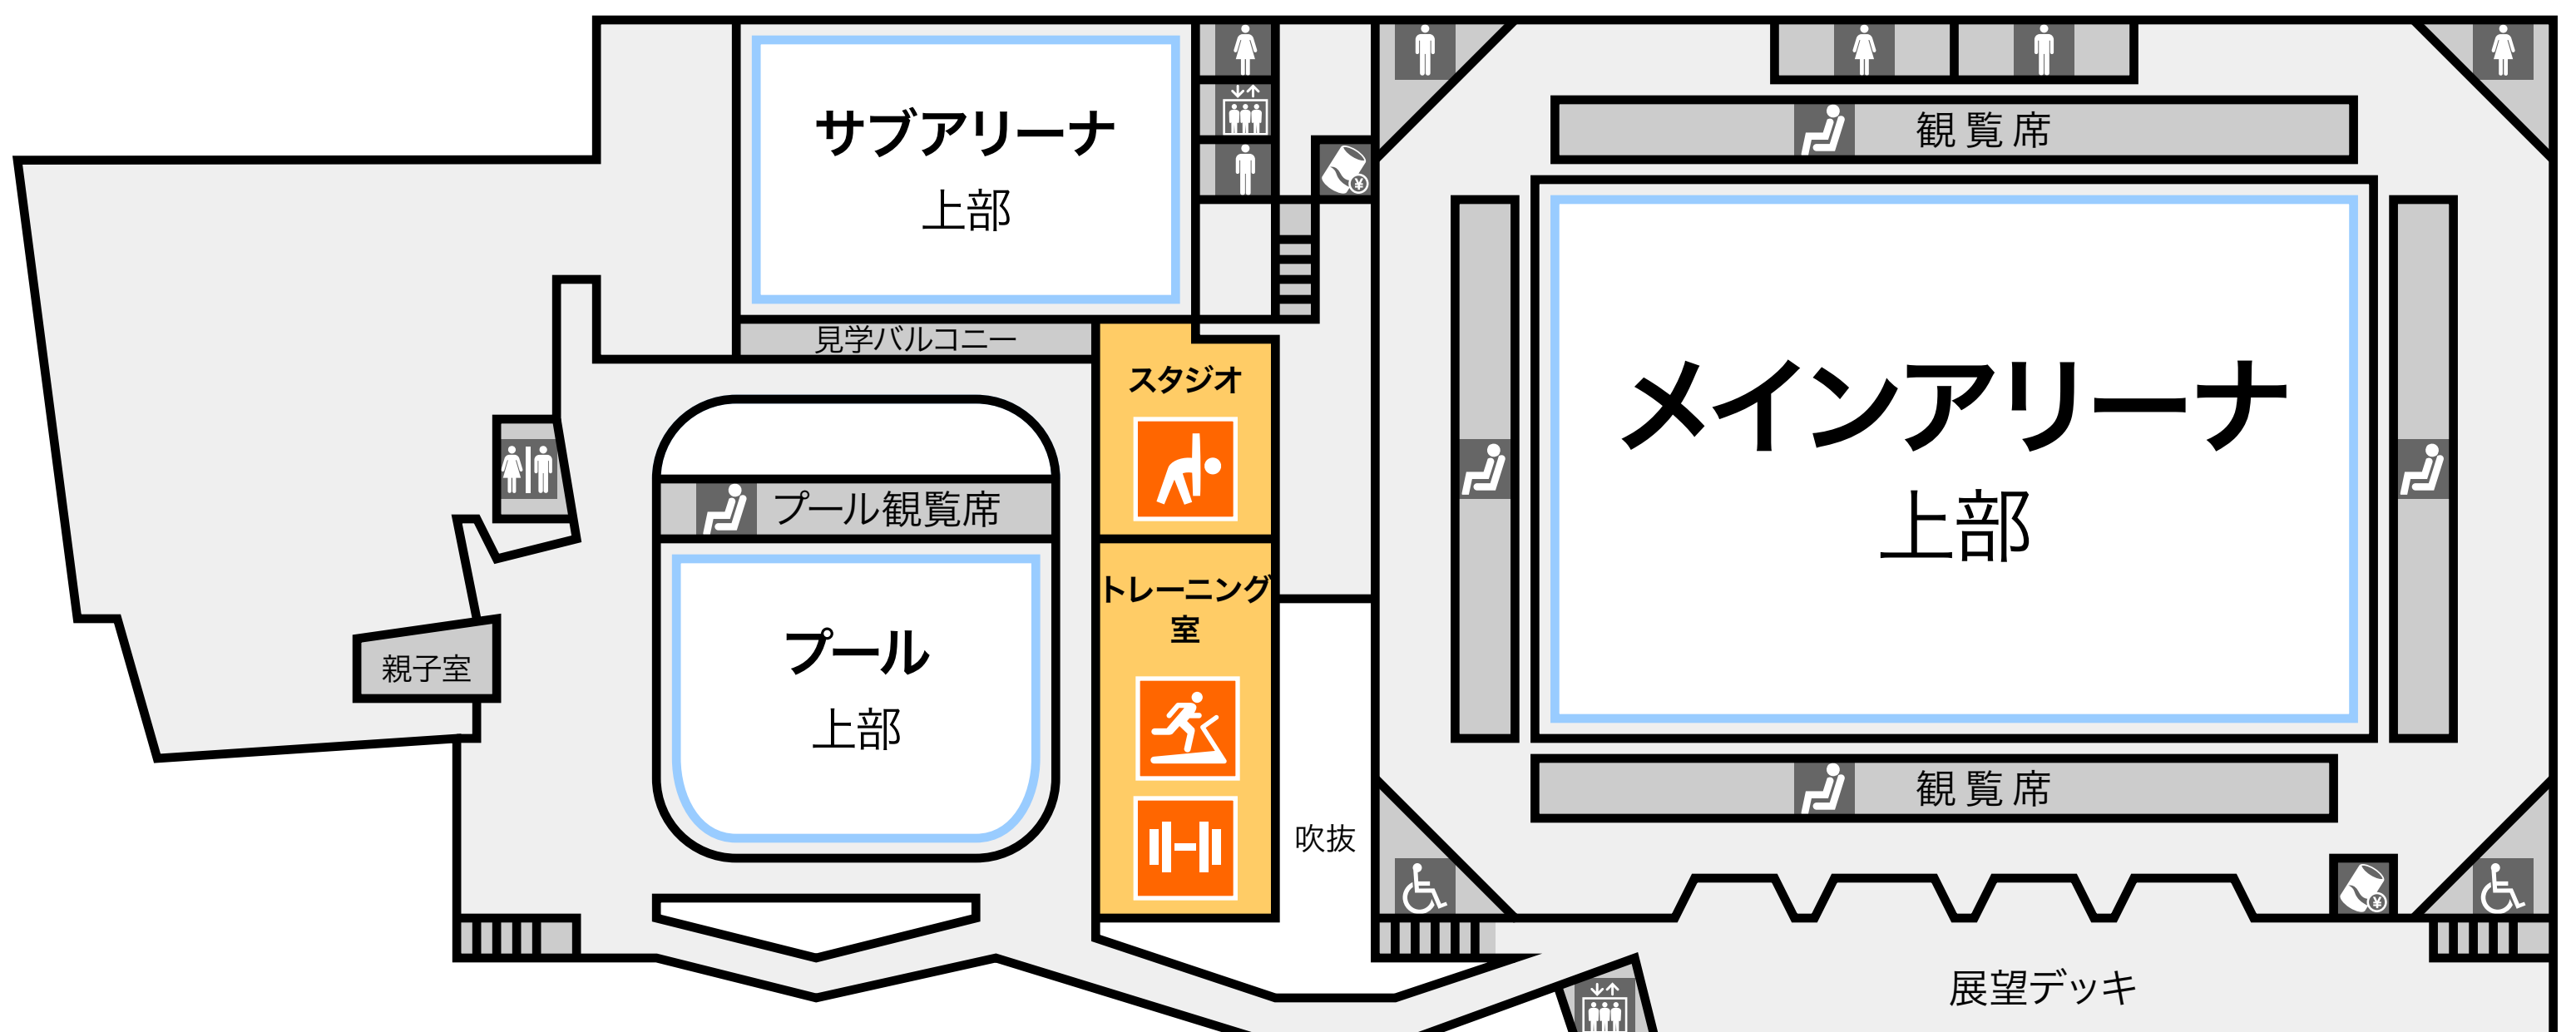 サブアリーナ
上部
見学バルコニー
スタジオ
プール観覧席
トレーニング
室
プール
上部
親子室
吹抜
観覧席
メインアリーナ
上部
観覧席
展望デッキ
¥
¥